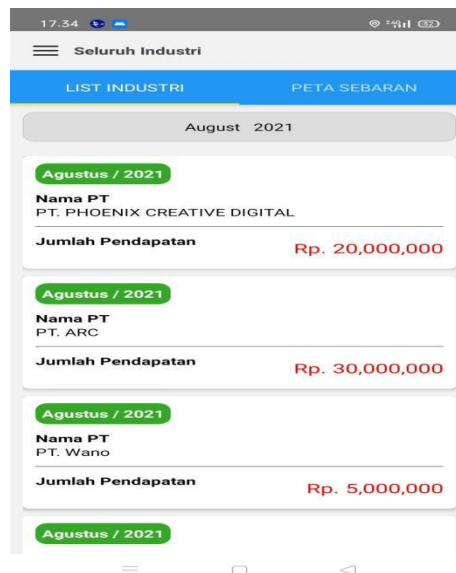 17.34
Seluruh Industri
LIST INDUSTRI PETA SEBARAN
August 2021
Agustus / 2021
Nama PT
PT. PHOENIX CREATIVE DIGITAL
Jumlah Pendapatan Rp. 20,000,000
Agustus / 2021
Nama PT
PT. ARC
Jumlah Pendapatan Rp. 30,000,000
Agustus / 2021
Nama PT
PT. Wano
Jumlah Pendapatan Rp. 5,000,000
Agustus / 2021